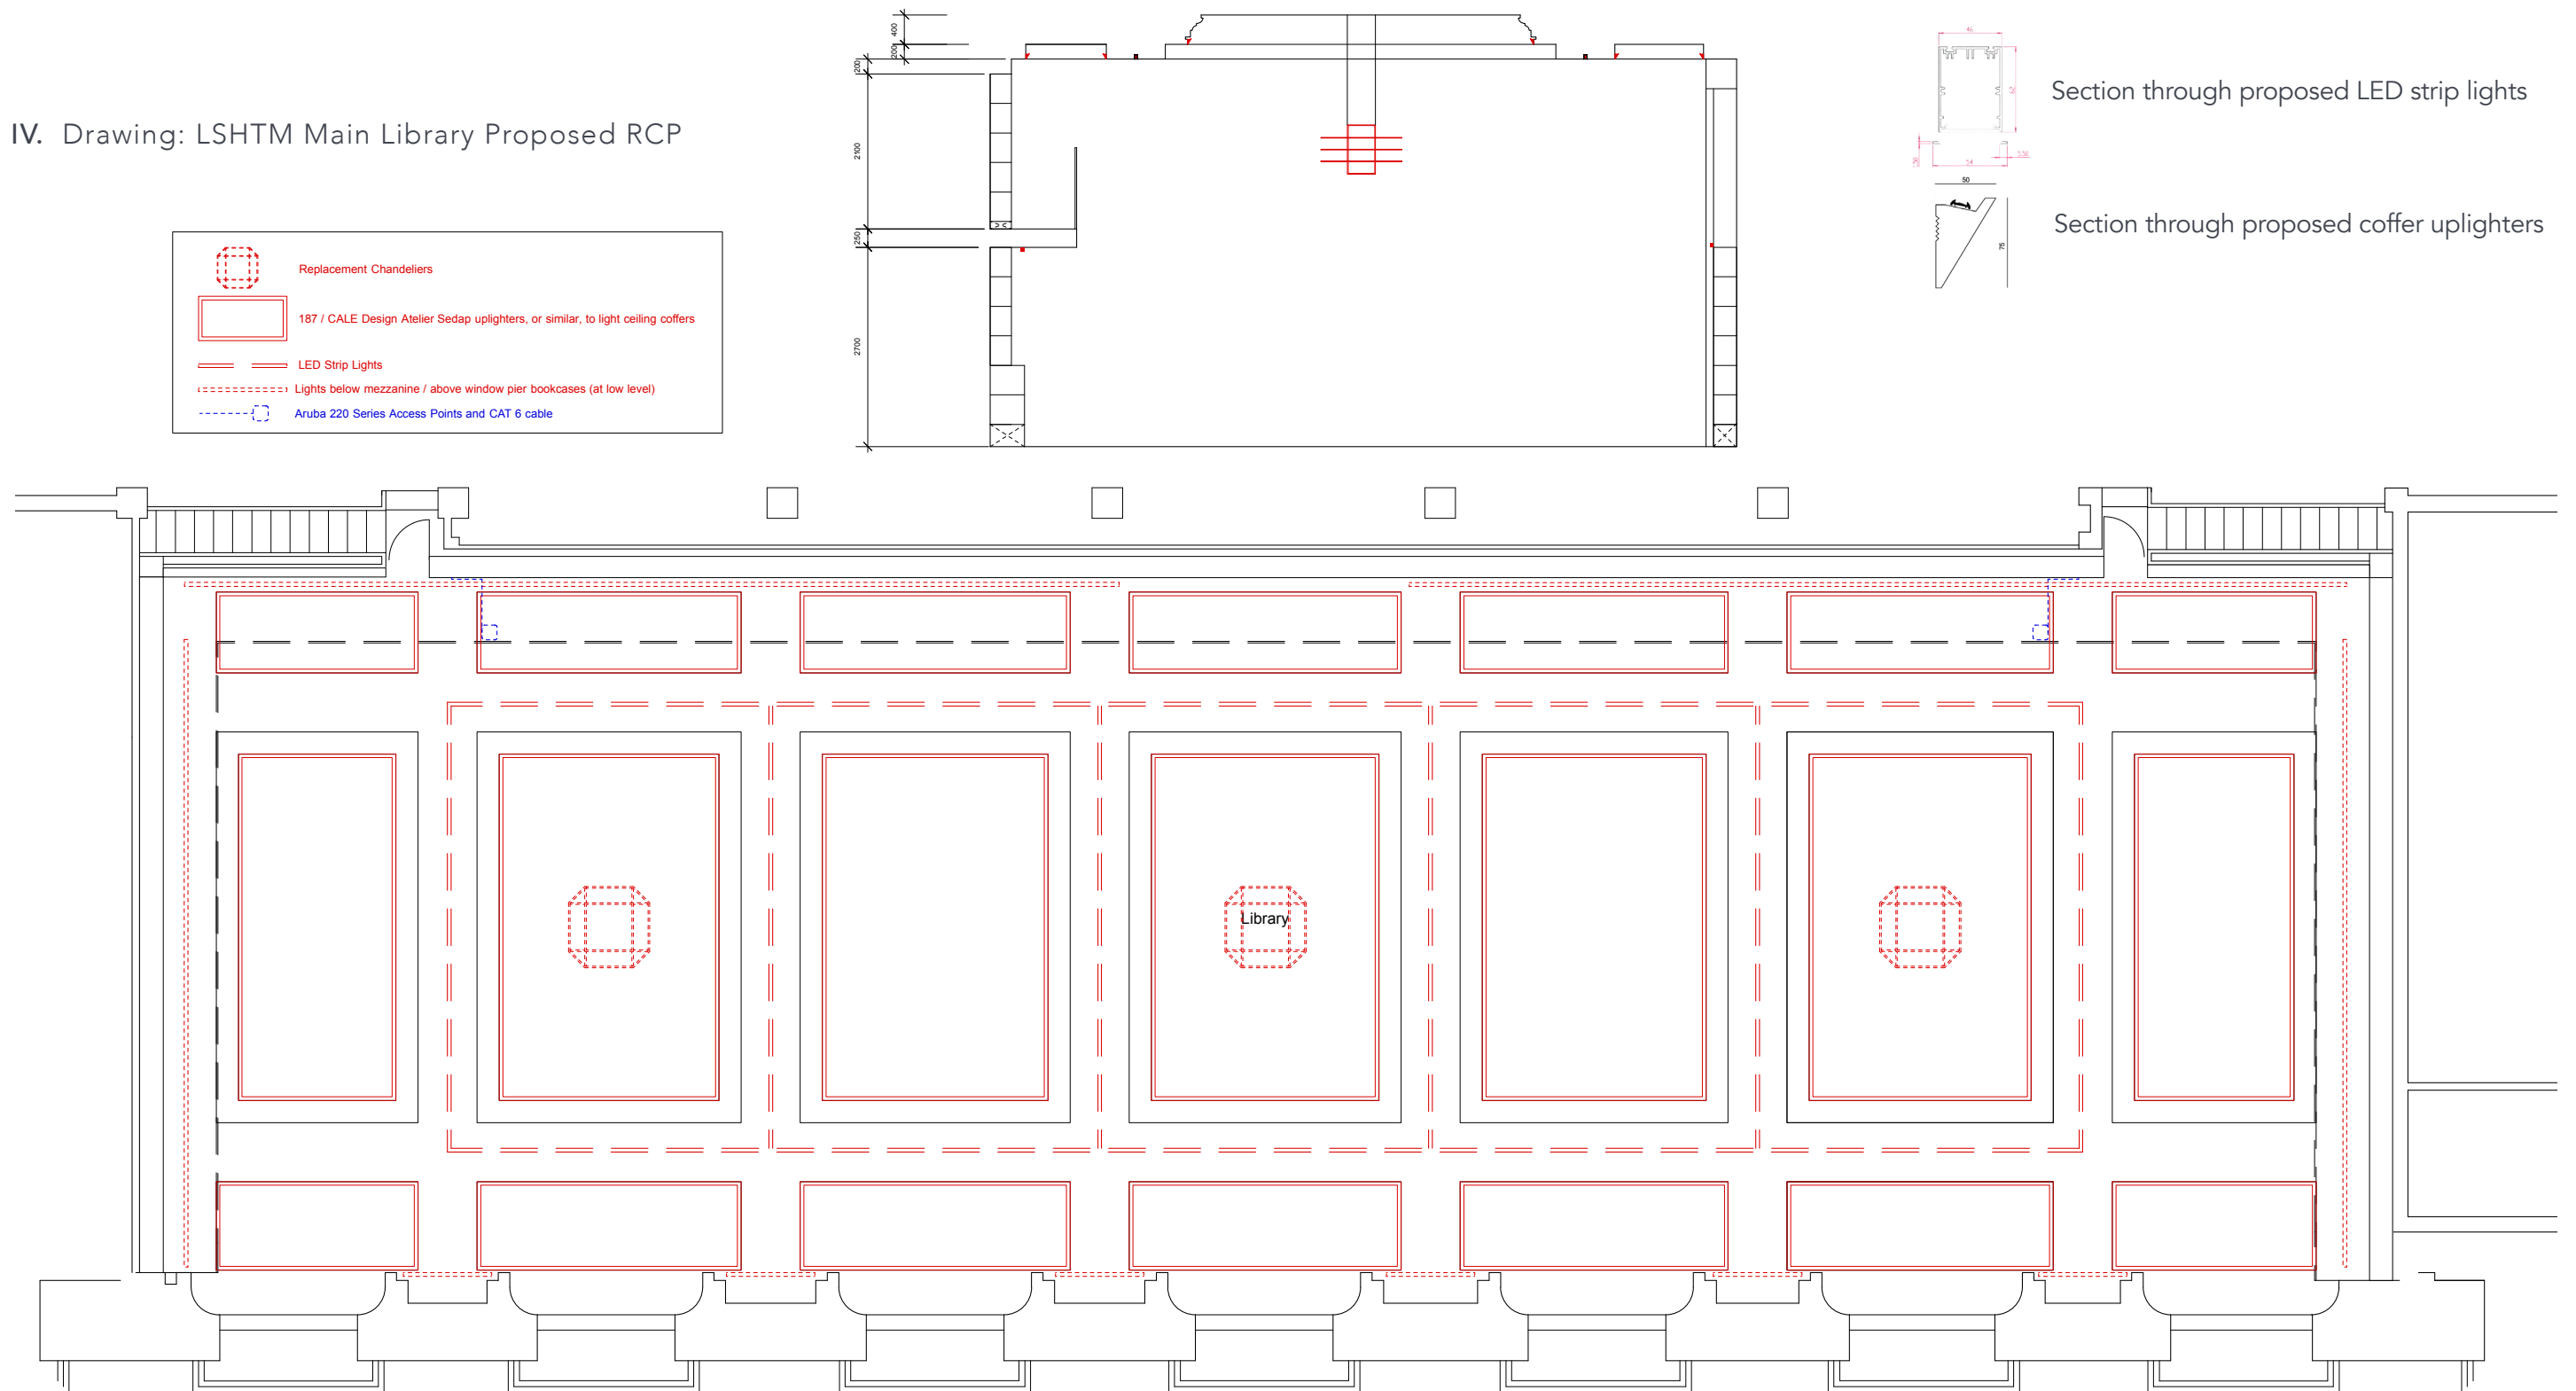 IV. Drawing: LSHTM Main Library Proposed RCP
Replacement Chandeliers
187 / CALE Design Atelier Sedap uplighters, or similar, to light ceiling coffers
LED Strip Lights
Lights below mezzanine / above window pier bookcases (at low level)
Aruba 220 Series Access Points and CAT 6 cable
400
200
200
2100
250
2700
Section through proposed LED strip lights
50
75
Section through proposed coffer uplighters
Library